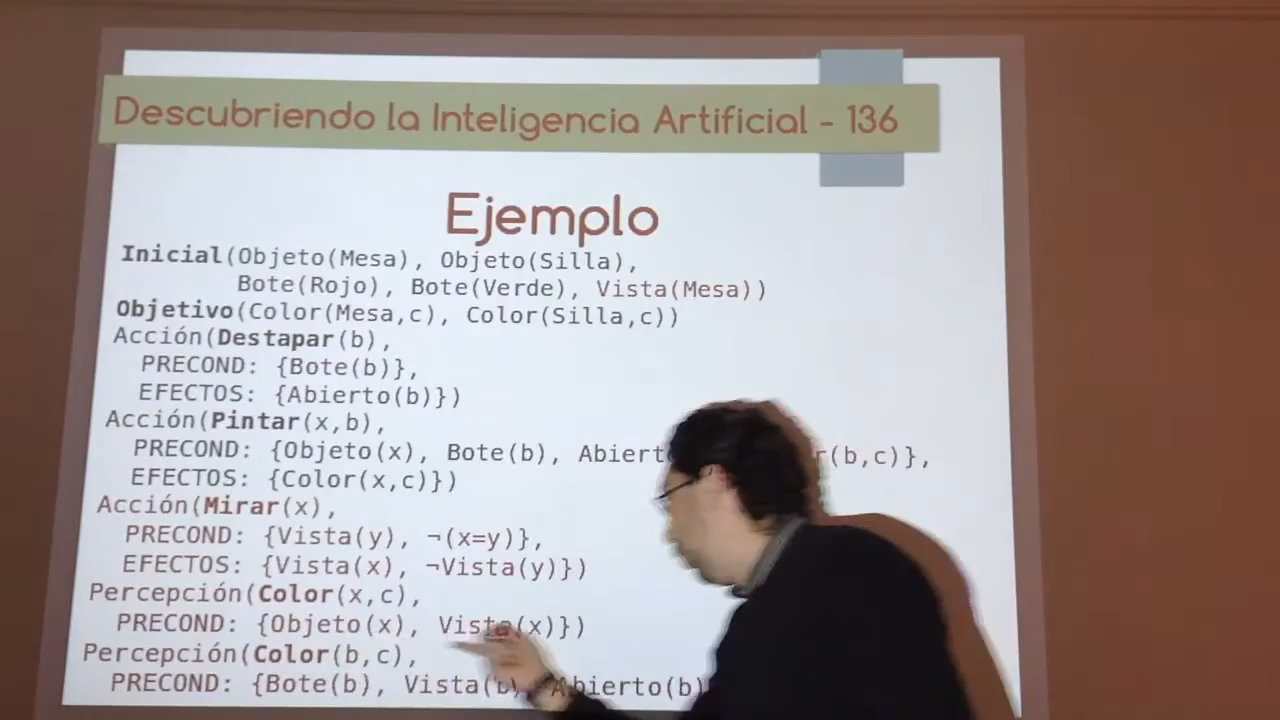 Descubriendo la Inteligencia Artificial - 136
Ejemplo
Inicial(Objeto(Mesa), Objeto(Silla),
Bote(Rojo), Bote(Verde), Vista(Mesa))
Objetivo(Color(Mesa,c), Color(Silla,c))
Acción(Destapar(b),
PRECOND: {Bote(b)},
EFECTOS: {Abierto(b)})
Acción(Pintar(x,b),
PRECOND: {Objeto(x), Bote(b), (b,c)},
EFECTOS: {Color(x,c)})
Acción(Mirar(x),
PRECOND: {Vista(y), ¬(x=y)},
EFECTOS: {Vista(x), ¬Vista(y)})
Percepción(Color(x,c),
PRECOND: {Objeto(x), Vista(x)})
Percepción(Color(b,c),
PRECOND: {Bote(b), Vista(b), Abierto(b)